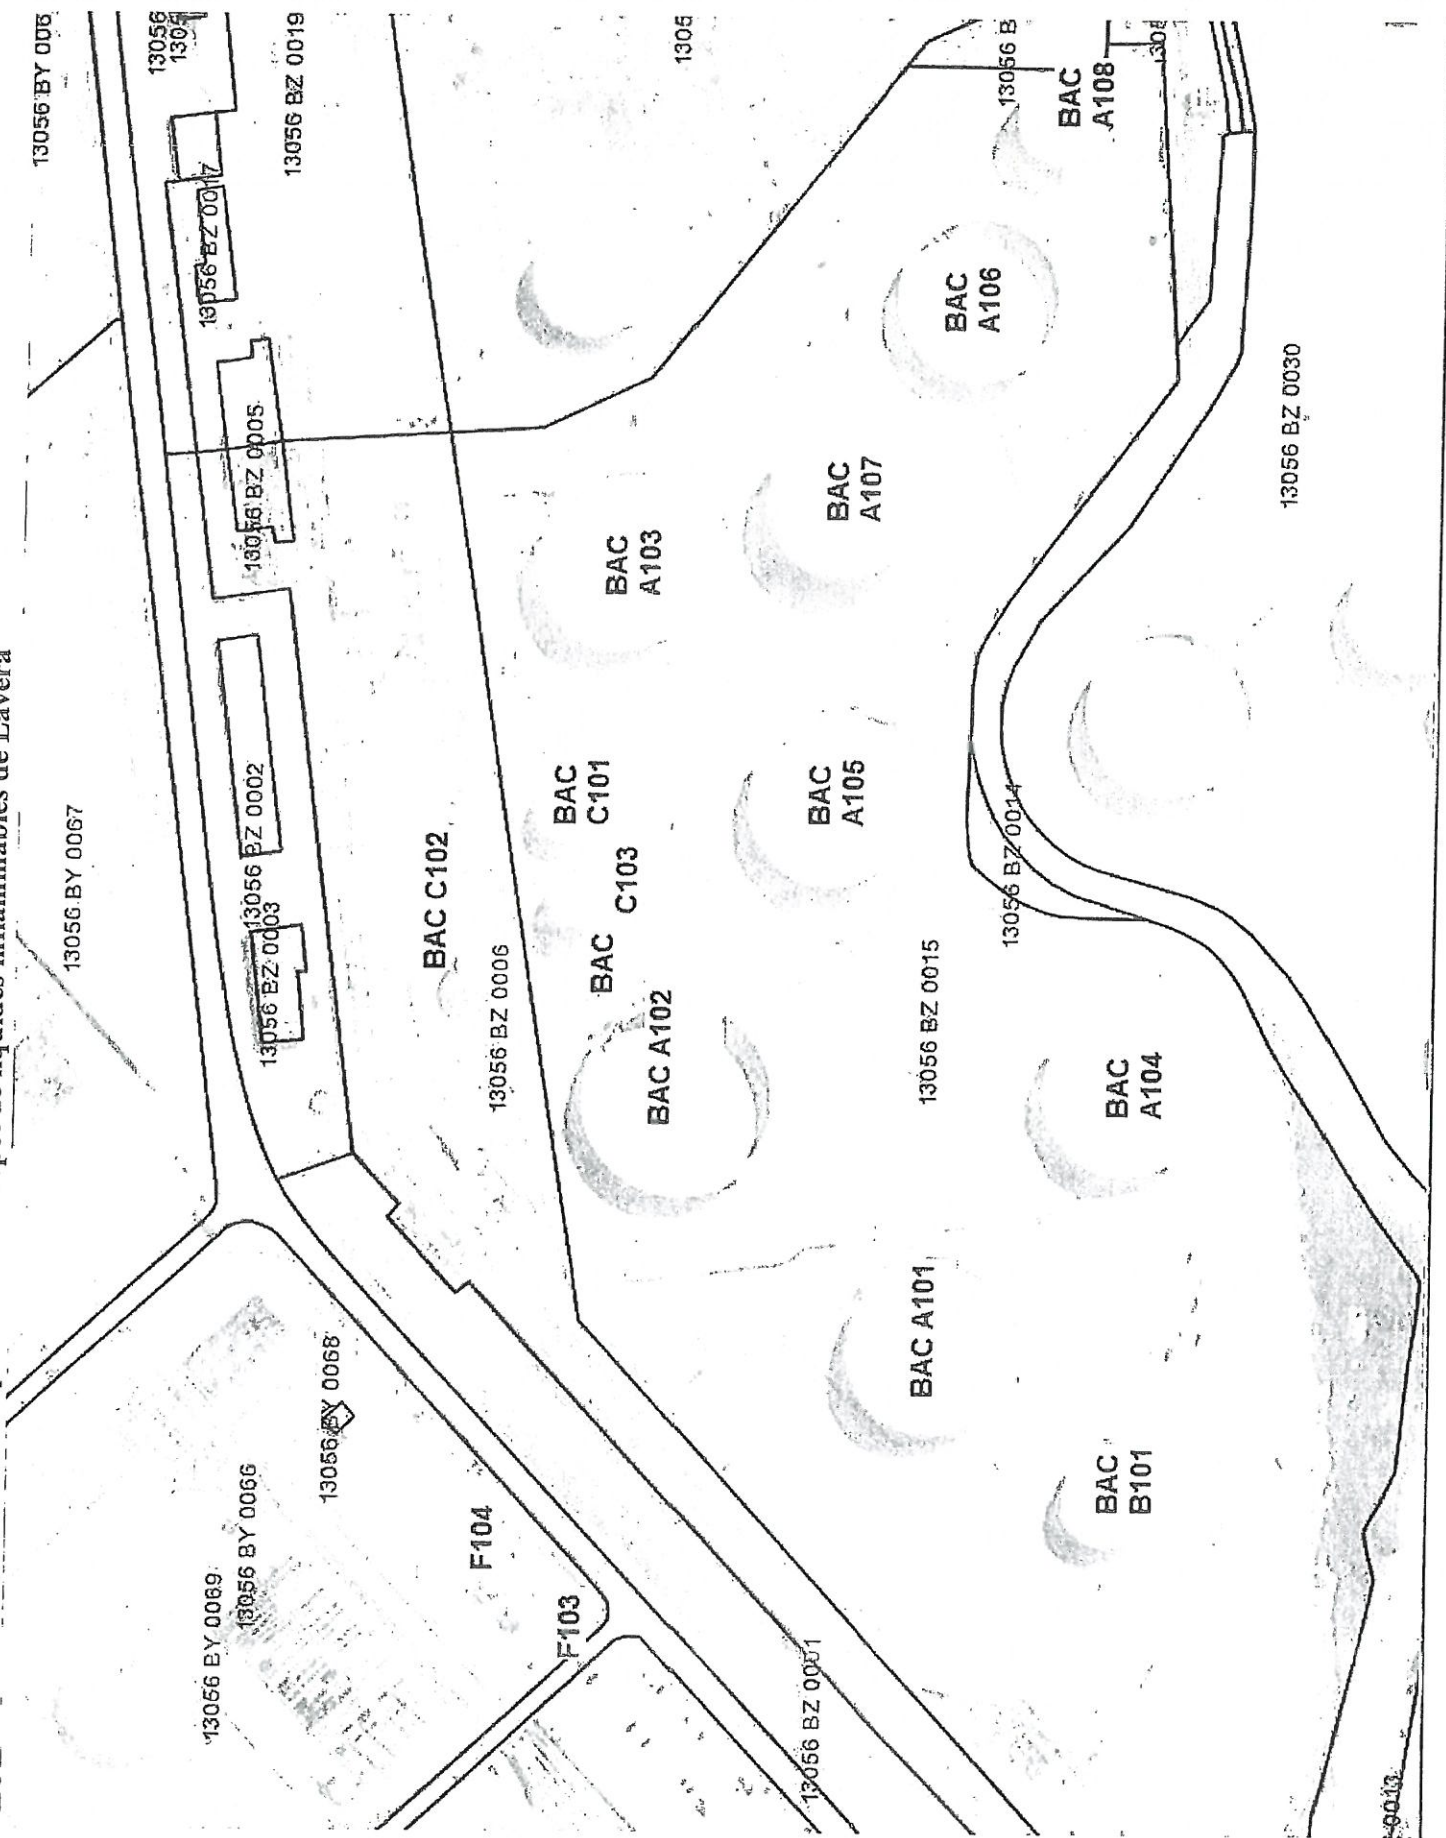 liquides inflammables de Lavéra
13056 BY 006
13056
1305
13056 BZ 0019
1305
13056 B
BAC
A108
13056 BZ 0017
BAC
A106
13056 BZ 0005
BAC
A107
13056 BZ 0030
BAC
A103
13056 BZ 0002
13056 BZ 0003
13056 BY 0067
BAC C102
BAC
C101
BAC
C103
BAC
A105
13056 BZ 0014
13056 BZ 0006
BAC A102
13056 BZ 0015
BAC
A104
13056 BY 0068
BAC A101
BAC
B101
13056 BY 0066
13056 BY 0069
F104
F103
13056 BZ 0001
0013